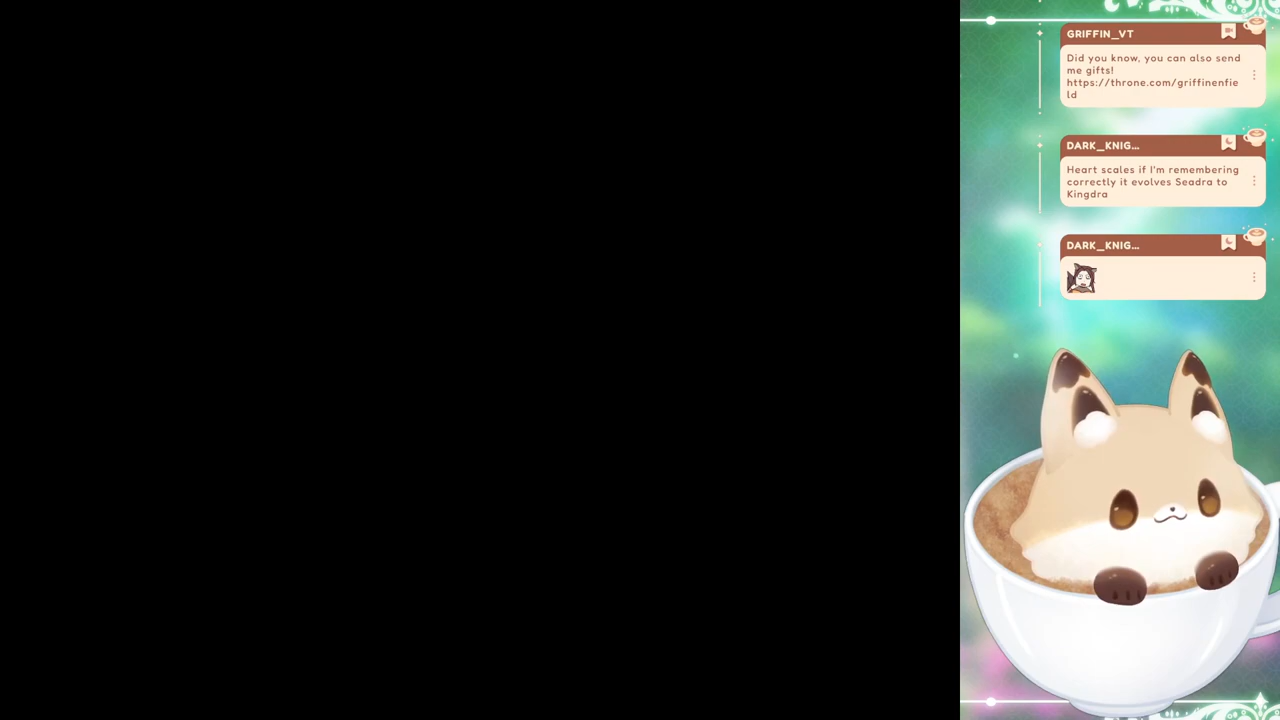 GRIFFIN_VT
Did you know, you can also send
me gifts!
https://throne.com/griffinenfie
ld
DARK_KNIG...
Heart scales if I'm remembering
correctly it evolves Seadra to
Kingdra
DARK_KNIG...